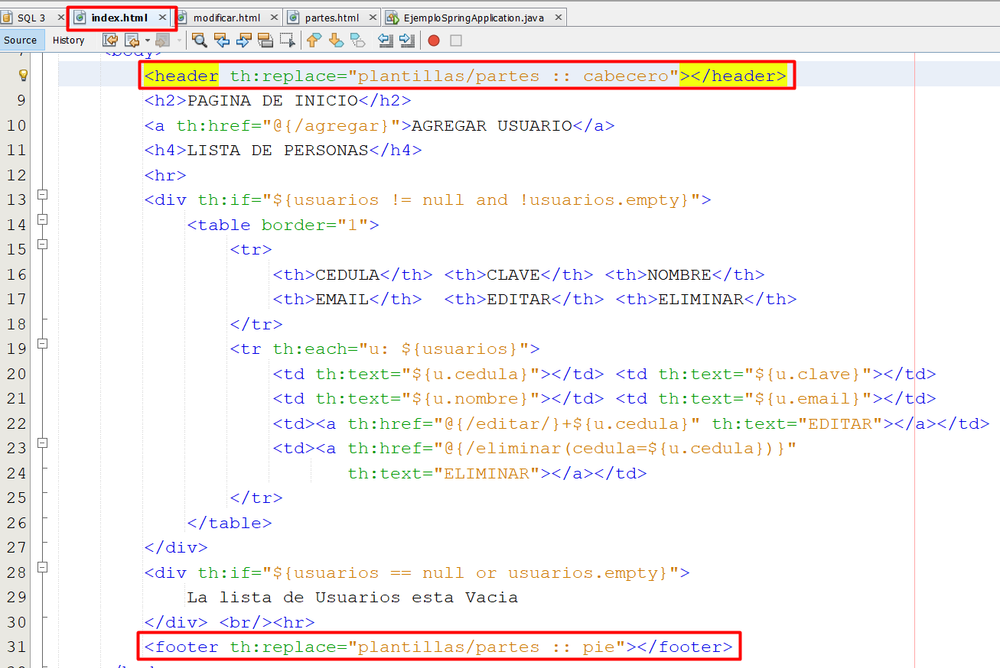 SQL 3 index.html modificar.html partes.html EjemploSpringApplication.java
Source History
<body>
<header th:replace="plantillas/partes :: cabecero"></header>
9 <h2>PAGINA DE INICIO</h2>
10 <a th:href="@{/agregar}">AGREGAR USUARIO</a>
11 <h4>LISTA DE PERSONAS</h4>
12 <hr>
13 <div th:if="${usuarios != null and !usuarios.empty}">
14 <table border="1">
15 <tr>
16 <th>CEDULA</th> <th>CLAVE</th> <th>NOMBRE</th>
17 <th>EMAIL</th> <th>EDITAR</th> <th>ELIMINAR</th>
18 </tr>
19 <tr th:each="u: ${usuarios}">
20 <td th:text="${u.cedula}"></td> <td th:text="${u.clave}"></td>
21 <td th:text="${u.nombre}"></td> <td th:text="${u.email}"></td>
22 <td><a th:href="@{/editar/}+${u.cedula}" th:text="EDITAR"></a></td>
23 <td><a th:href="@{/eliminar(cedula=${u.cedula})}"
24 th:text="ELIMINAR"></a></td>
25 </tr>
26 </table>
27 </div>
28 <div th:if="${usuarios == null or usuarios.empty}">
29 La lista de Usuarios esta Vacia
30 </div> <br/><hr>
31 <footer th:replace="plantillas/partes :: pie"></footer>